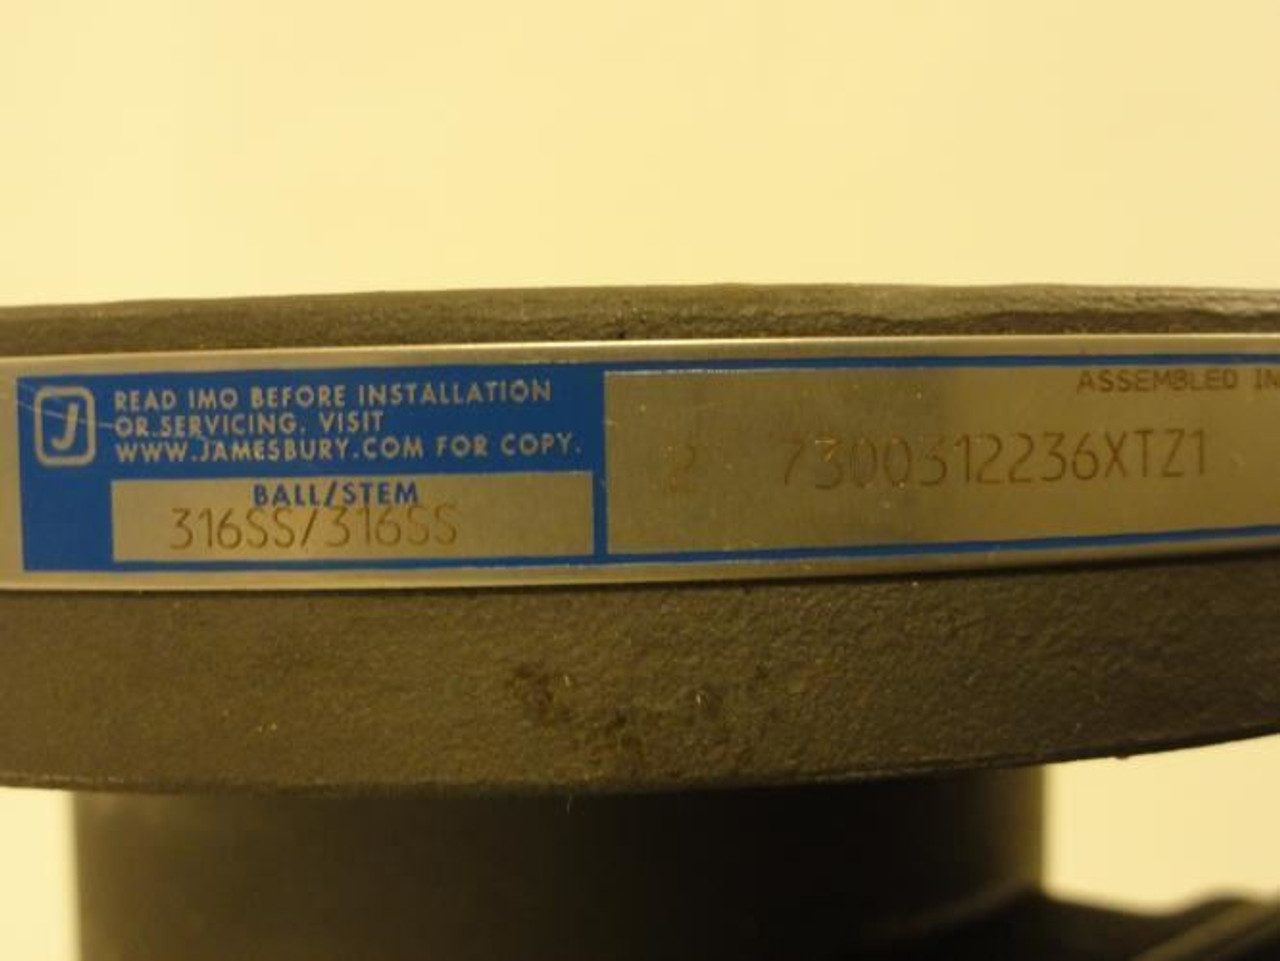 J
READ IMO BEFORE INSTALLATION
OR SERVICING. VISIT
WWW.JAMESBURY.COM FOR COPY.
BALL/STEM
316SS/316SS
ASSEMBLED IN
2 7300312236XTZ1